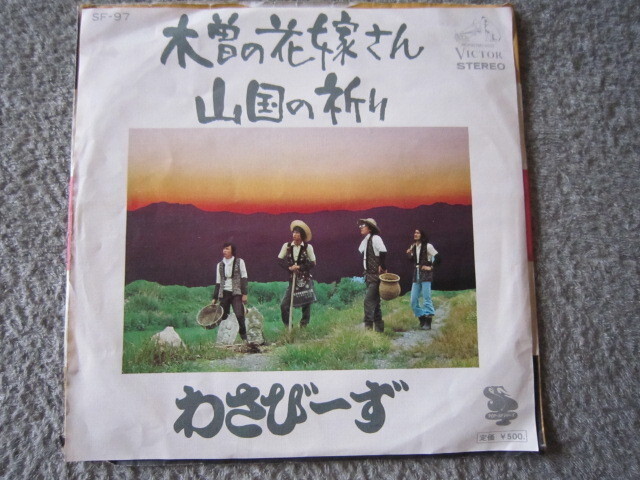 SF-97
木曽の花嫁さん
山国の祈り
VICTOR
STEREO
わさびーず
定価 ¥500.